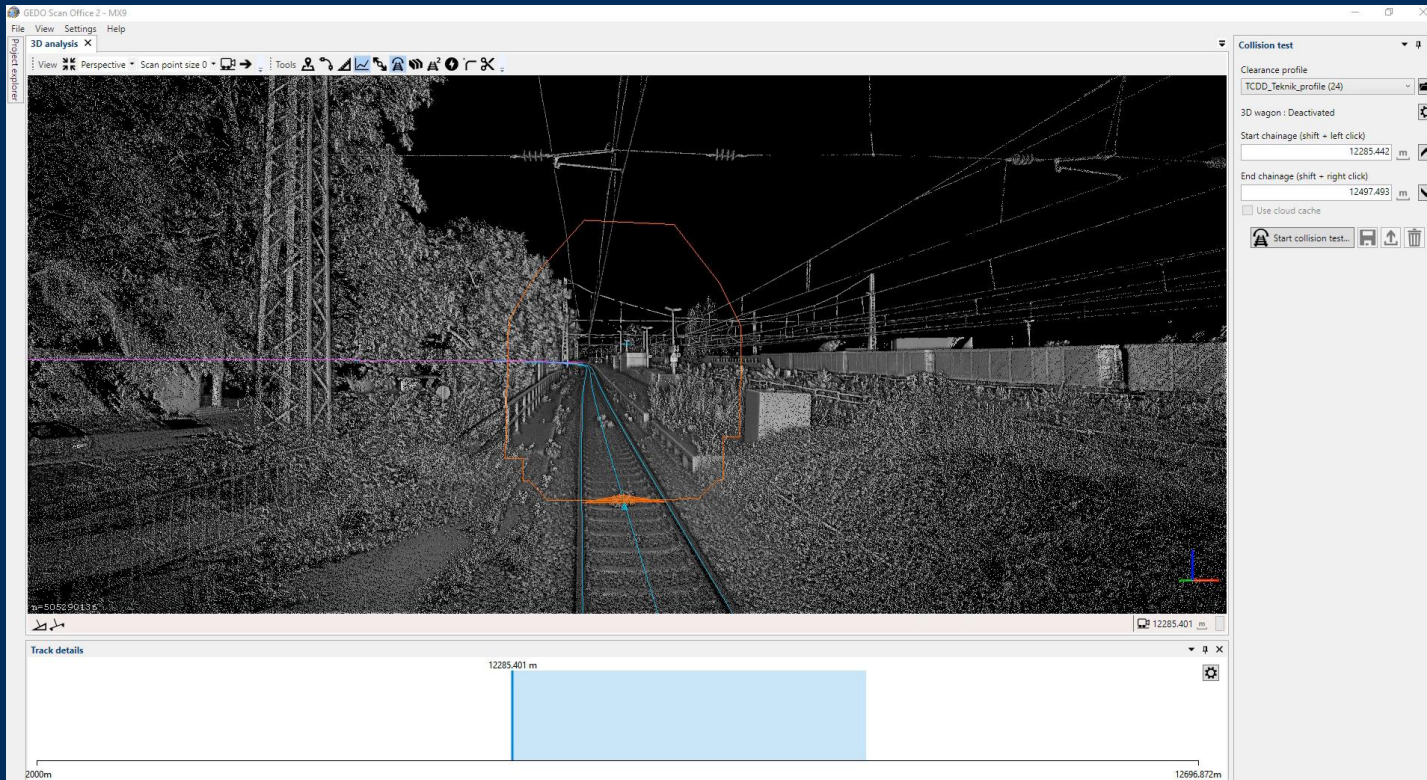 GEDO Scan Office 2 - MX9
File View Settings Help
Project explorer
3D analysis
View Perspective Scan point size 0 Tools
n=505290136
12285.401 m
Track details
12285.401 m
2000m 12696.872m
Collision test
Clearance profile
TCDD_Teknik_profile (24)
3D wagon : Deactivated
Start chainage (shift + left click)
12285.442 m
End chainage (shift + right click)
12497.493 m
Use cloud cache
Start collision test...